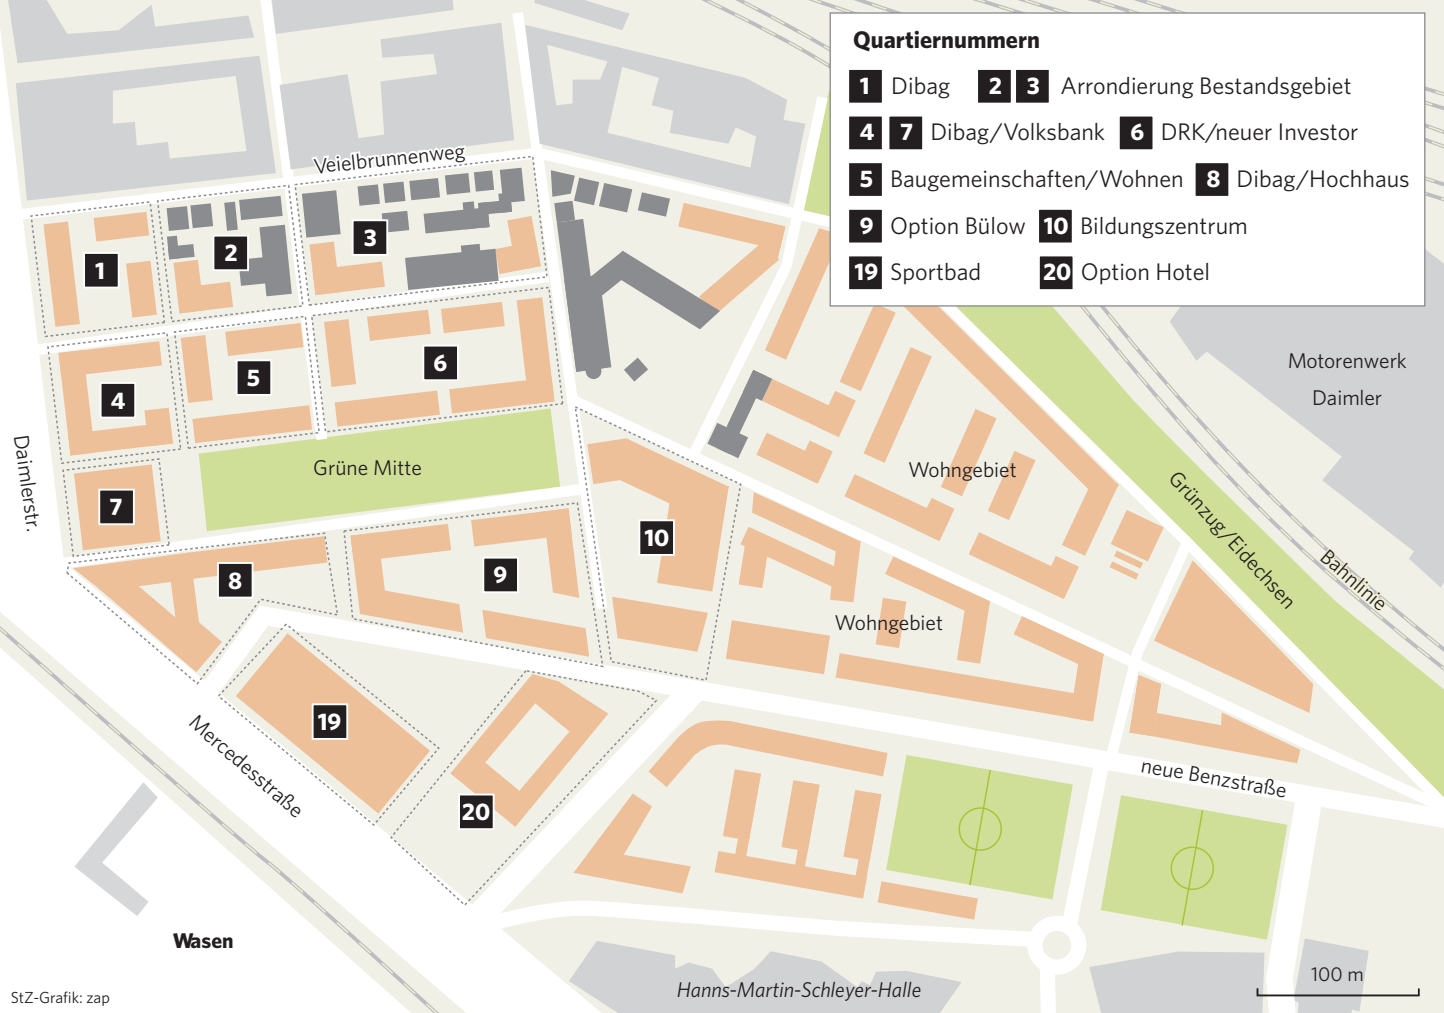 Quartiernummern
1 Dibag 2 3 Arrondierung Bestandsgebiet
4 7 Dibag/Volksbank 6 DRK/neuer Investor
5 Baugemeinschaften/Wohnen 8 Dibag/Hochhaus
9 Option Bülow 10 Bildungszentrum
19 Sportbad 20 Option Hotel
Veielbrunnenweg
1
2
3
4
5
6
Motorenwerk
Daimler
Daimlerstr.
Grüne Mitte
Wohngebiet
7
10
Grünzug/Eidechsen
Bahnlinie
8
9
Wohngebiet
19
20
Mercedesstraße
neue Benzstraße
Wasen
Hanns-Martin-Schleyer-Halle
100 m
StZ-Grafik: zap